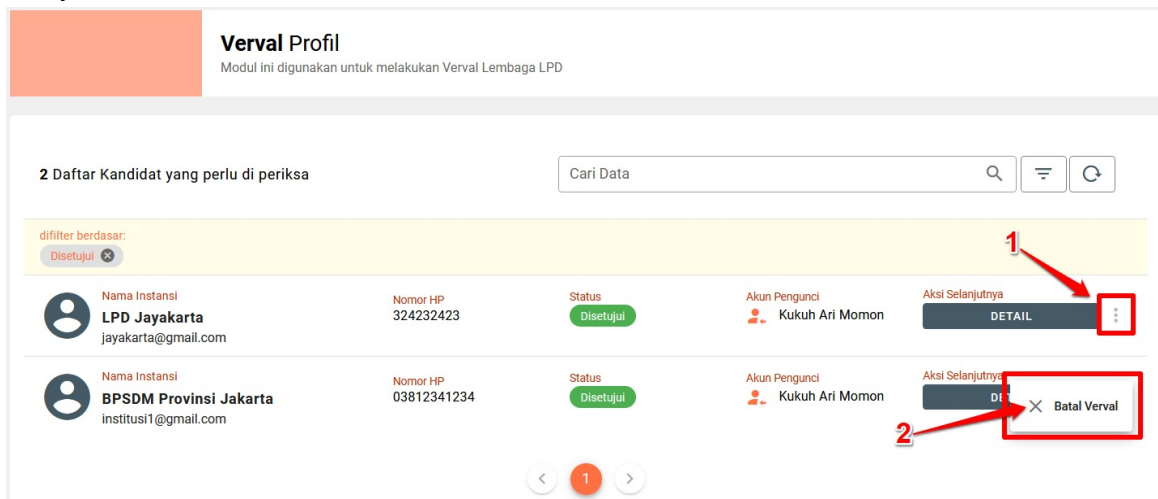 Verval Profil
Modul ini digunakan untuk melakukan Verval Lembaga LPD
2 Daftar Kandidat yang perlu di periksa
Cari Data
difilter berdasar:
Disetujui
1
Nama Instansi
LPD Jayakarta
jayakarta@gmail.com
Nomor HP
324232423
Status
Disetujui
Akun Pengunci
Kukuh Ari Momon
Aksi Selanjutnya
DETAIL
Nama Instansi
BPSDM Provinsi Jakarta
institusi1@gmail.com
Nomor HP
03812341234
Status
Disetujui
Akun Pengunci
Kukuh Ari Momon
Aksi Selanjutnya
Batal Verval
2
1